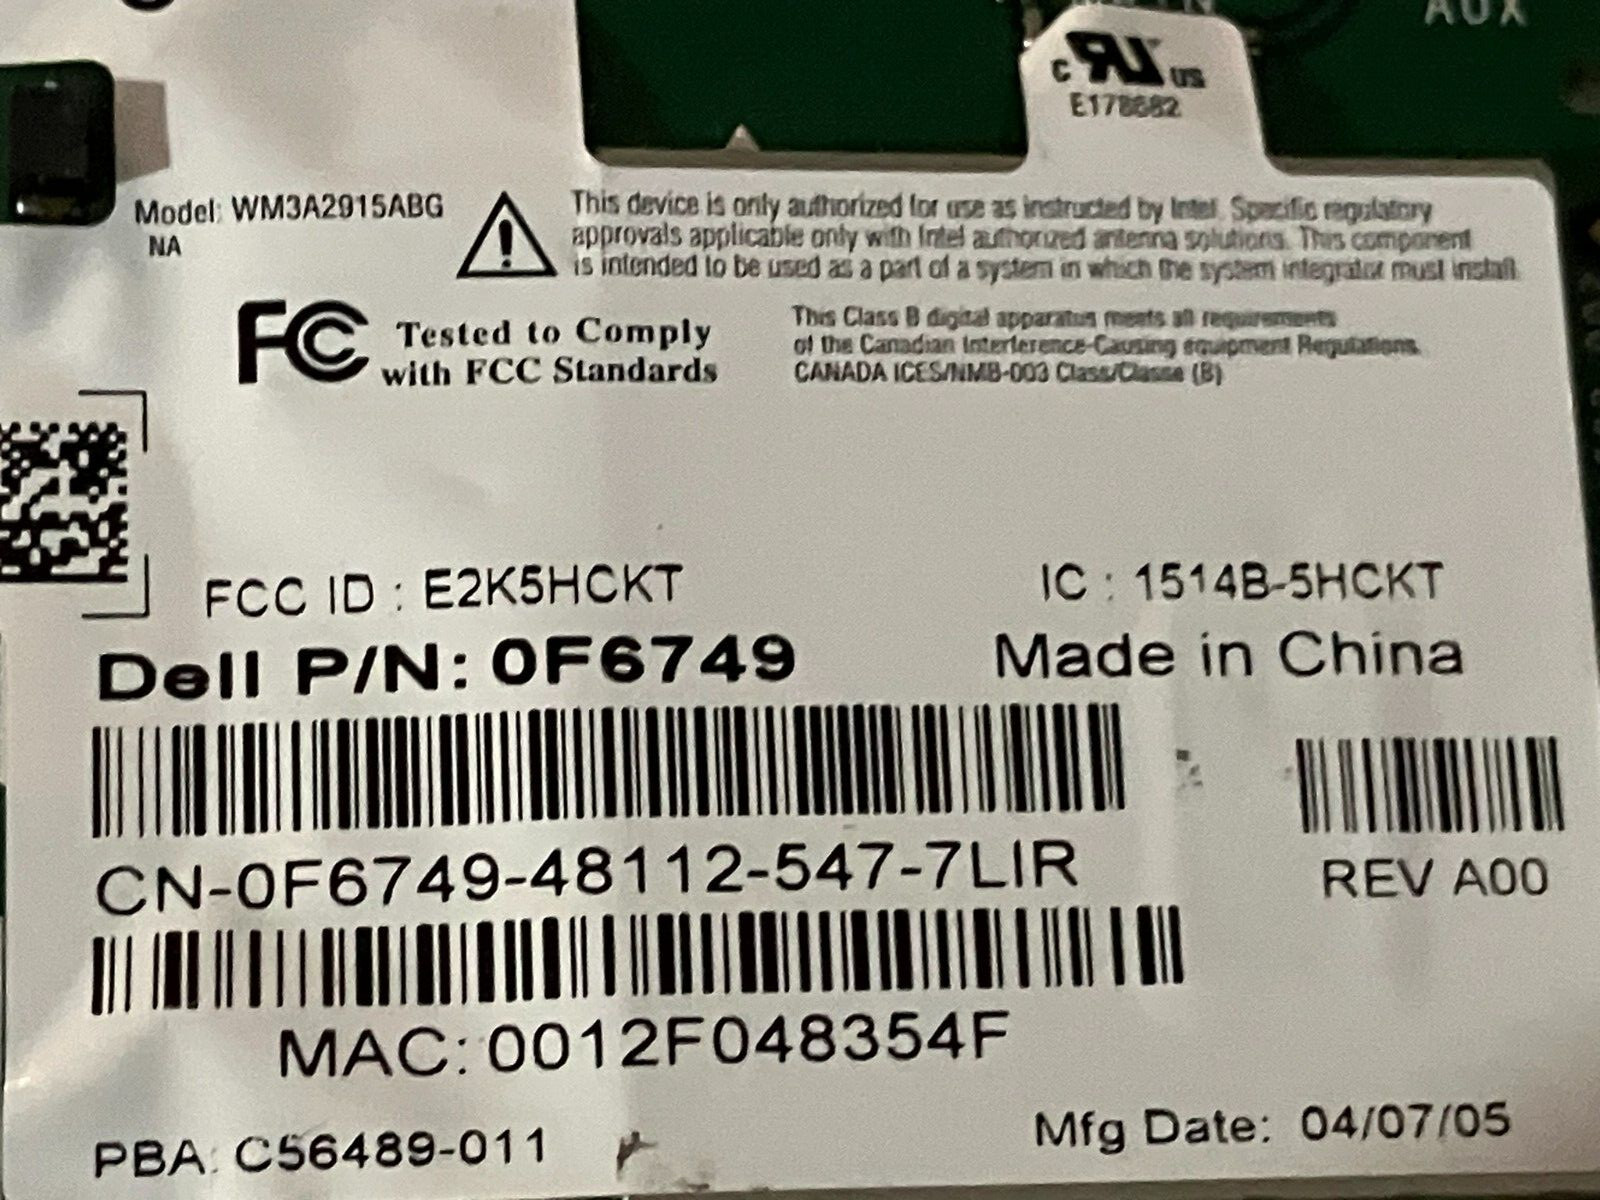 AUX
c RU US
E178882
Model: WM3A2915ABG
NA
This device is only authorized for use as instructed by Intel. Specific regulatory
approvals applicable only with Intel authorized antenna solutions. This component
is intended to be used as a part of a system in which the system integrator must install.
FC Tested to Comply
with FCC Standards
This Class B digital apparatus meets all requirements
of the Canadian Interference-Causing equipment Regulations.
CANADA ICES/NMB-003 Class/Classe (B)
FCC ID : E2K5HCKT
IC : 1514B-5HCKT
Dell P/N: 0F6749
Made in China
CN-0F6749-48112-547-7LIR
REV A00
MAC: 0012F048354F
PBA: C56489-011
Mfg Date: 04/07/05